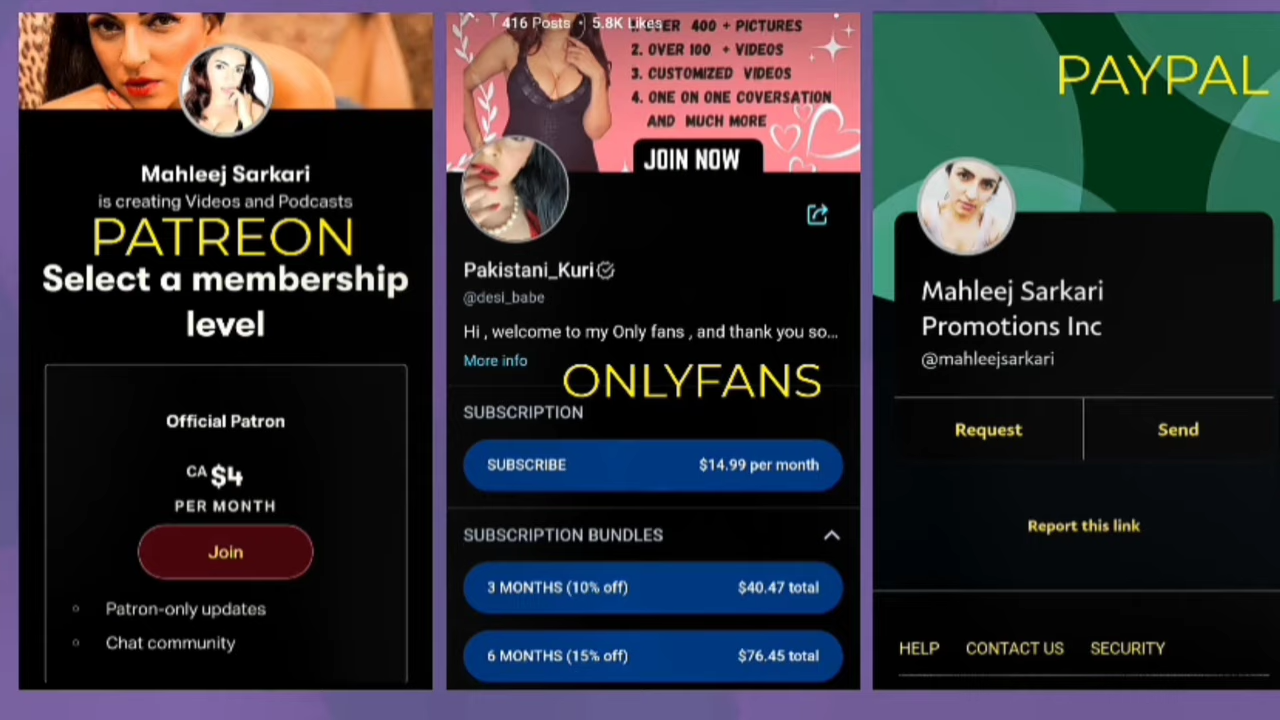 Mahleej Sarkari
is creating Videos and Podcasts
PATREON
Select a membership
level
Official Patron
CA $4
PER MONTH
Join
Patron-only updates
Chat community
416 Posts • 5.8K Likes
1. OVER 400 + PICTURES
2. OVER 100 + VIDEOS
3. CUSTOMIZED VIDEOS
4. ONE ON ONE COVERSATION
AND MUCH MORE
JOIN NOW
Pakistani_Kuri
@desi_babe
Hi , welcome to my Only fans , and thank you so...
More info
ONLYFANS
SUBSCRIPTION
SUBSCRIBE $14.99 per month
SUBSCRIPTION BUNDLES
3 MONTHS (10% off) $40.47 total
6 MONTHS (15% off) $76.45 total
PAYPAL
Mahleej Sarkari
Promotions Inc
@mahleejsarkari
Request Send
Report this link
HELP CONTACT US SECURITY